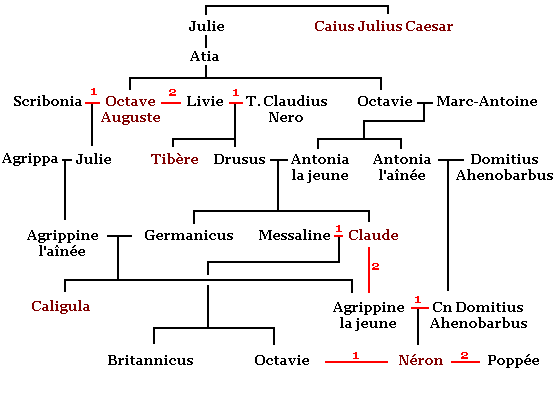 Julie Caius Julius Caesar
Atia
Scribonia 1 Octave 2 Livie 1 T. Claudius Octavie Marc-Antoine
Auguste Nero
Agrippa Julie Tibère Drusus Antonia Antonia Domitius
la jeune l'aînée Ahenobarbus
Agrippine Germanicus Messaline 1 Claude
l'aînée
2
Caligula Agrippine 1 Cn Domitius
la jeune Ahenobarbus
Britannicus Octavie 1 Néron 2 Poppée